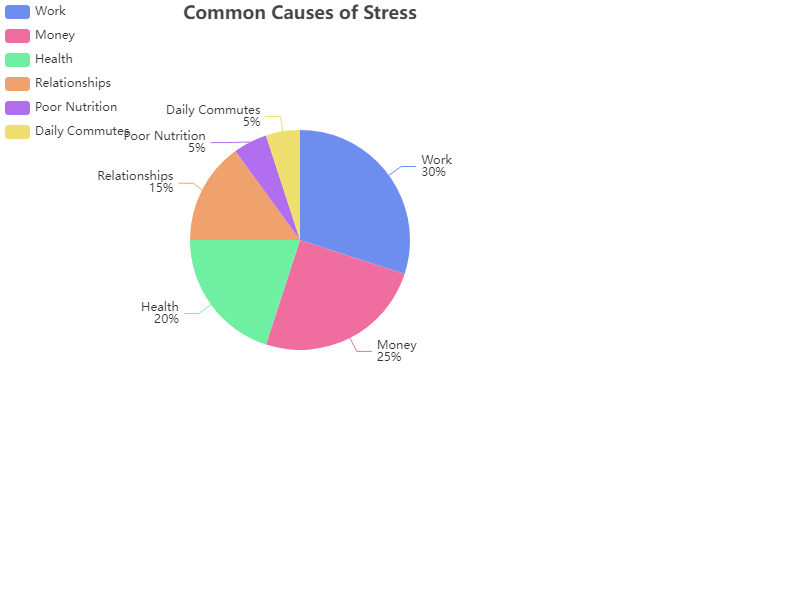 Common Causes of Stress
Work
Money
Health
Relationships
Poor Nutrition
Daily Commutes
Daily Commutes
5%
Poor Nutrition
5%
Work
30%
Relationships
15%
Health
20%
Money
25%